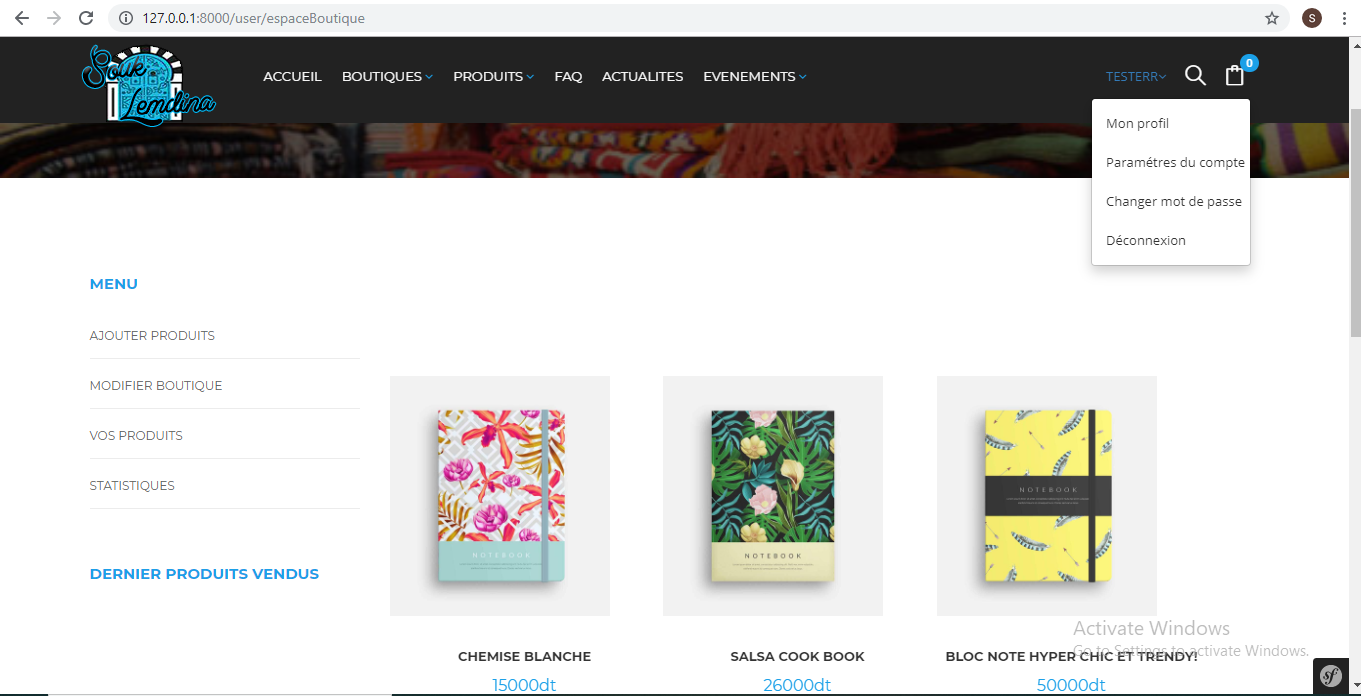 127.0.0.1:8000/user/espaceBoutique
S
Souk Lemdina
ACCUEIL BOUTIQUES PRODUITS FAQ ACTUALITES EVENEMENTS TESTERR 0
Mon profil
Paramétres du compte
Changer mot de passe
Déconnexion
MENU
AJOUTER PRODUITS
MODIFIER BOUTIQUE
VOS PRODUITS
STATISTIQUES
DERNIER PRODUITS VENDUS
NOTEBOOK
NOTEBOOK
NOTEBOOK
CHEMISE BLANCHE
15000dt
SALSA COOK BOOK
26000dt
BLOC NOTE HYPER CHIC ET TRENDY!
50000dt
Activate Windows
Go to Settings to activate Windows.
sf